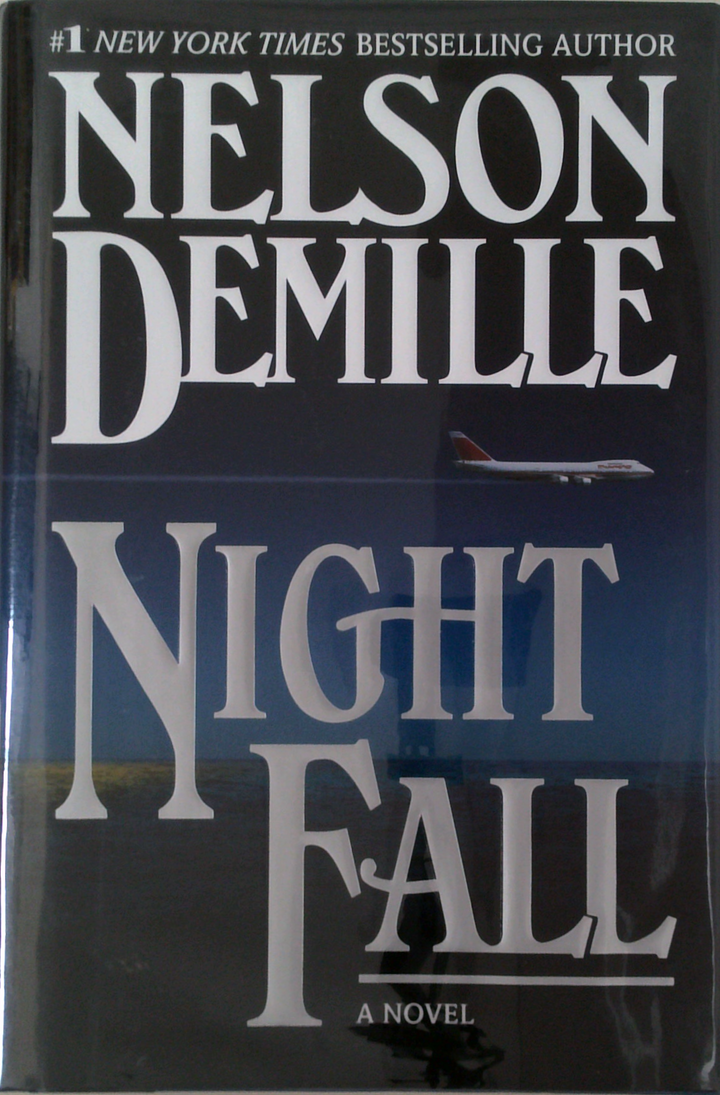 #1 NEW YORK TIMES BESTSELLING AUTHOR
NELSON
DEMILLE
NIGHT
FALL
A NOVEL